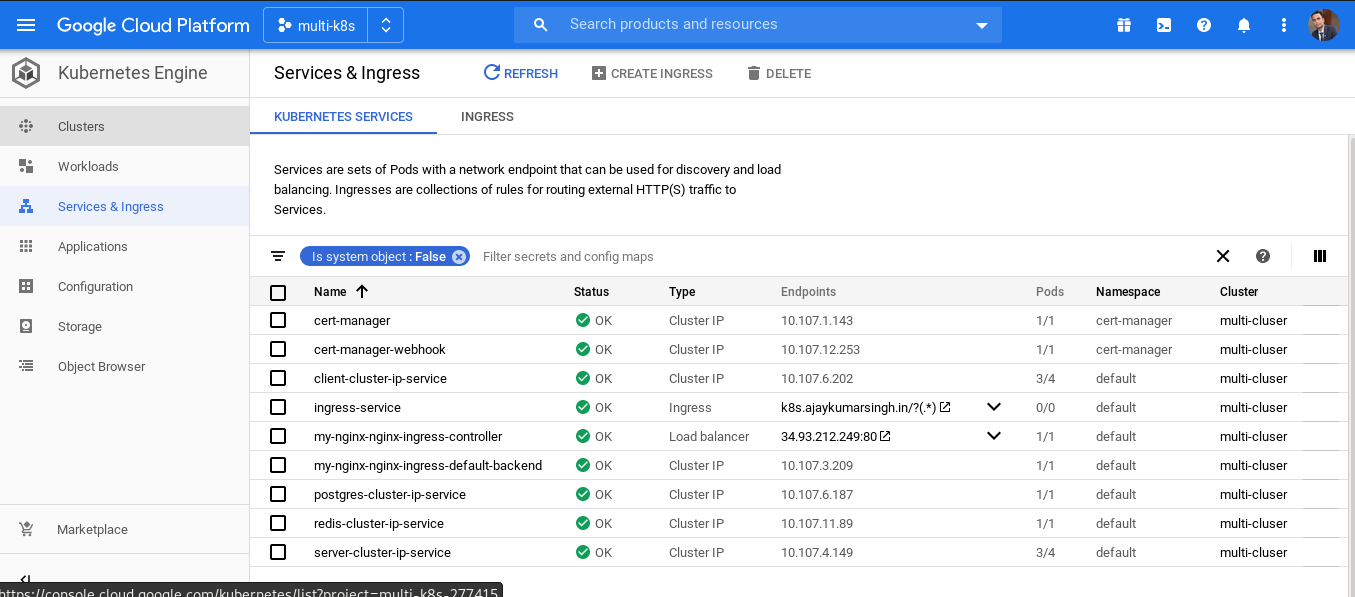 Google Cloud Platform multi-k8s Search products and resources
Kubernetes Engine
Services & Ingress REFRESH CREATE INGRESS DELETE
Clusters
Workloads
Services & Ingress
Applications
Configuration
Storage
Object Browser
Marketplace
KUBERNETES SERVICES INGRESS
Services are sets of Pods with a network endpoint that can be used for discovery and load
balancing. Ingresses are collections of rules for routing external HTTP(S) traffic to
Services.
Is system object : False Filter secrets and config maps
Name Status Type Endpoints Pods Namespace Cluster
cert-manager OK Cluster IP 10.107.1.143 1/1 cert-manager multi-cluser
cert-manager-webhook OK Cluster IP 10.107.12.253 1/1 cert-manager multi-cluser
client-cluster-ip-service OK Cluster IP 10.107.6.202 3/4 default multi-cluser
ingress-service OK Ingress k8s.ajaykumarsingh.in/?(.*) 0/0 default multi-cluser
my-nginx-nginx-ingress-controller OK Load balancer 34.93.212.249:80 1/1 default multi-cluser
my-nginx-nginx-ingress-default-backend OK Cluster IP 10.107.3.209 1/1 default multi-cluser
postgres-cluster-ip-service OK Cluster IP 10.107.6.187 1/1 default multi-cluser
redis-cluster-ip-service OK Cluster IP 10.107.11.89 1/1 default multi-cluser
server-cluster-ip-service OK Cluster IP 10.107.4.149 3/4 default multi-cluser
https://console.cloud.google.com/kubernetes/list?project=multi-k8s-277415